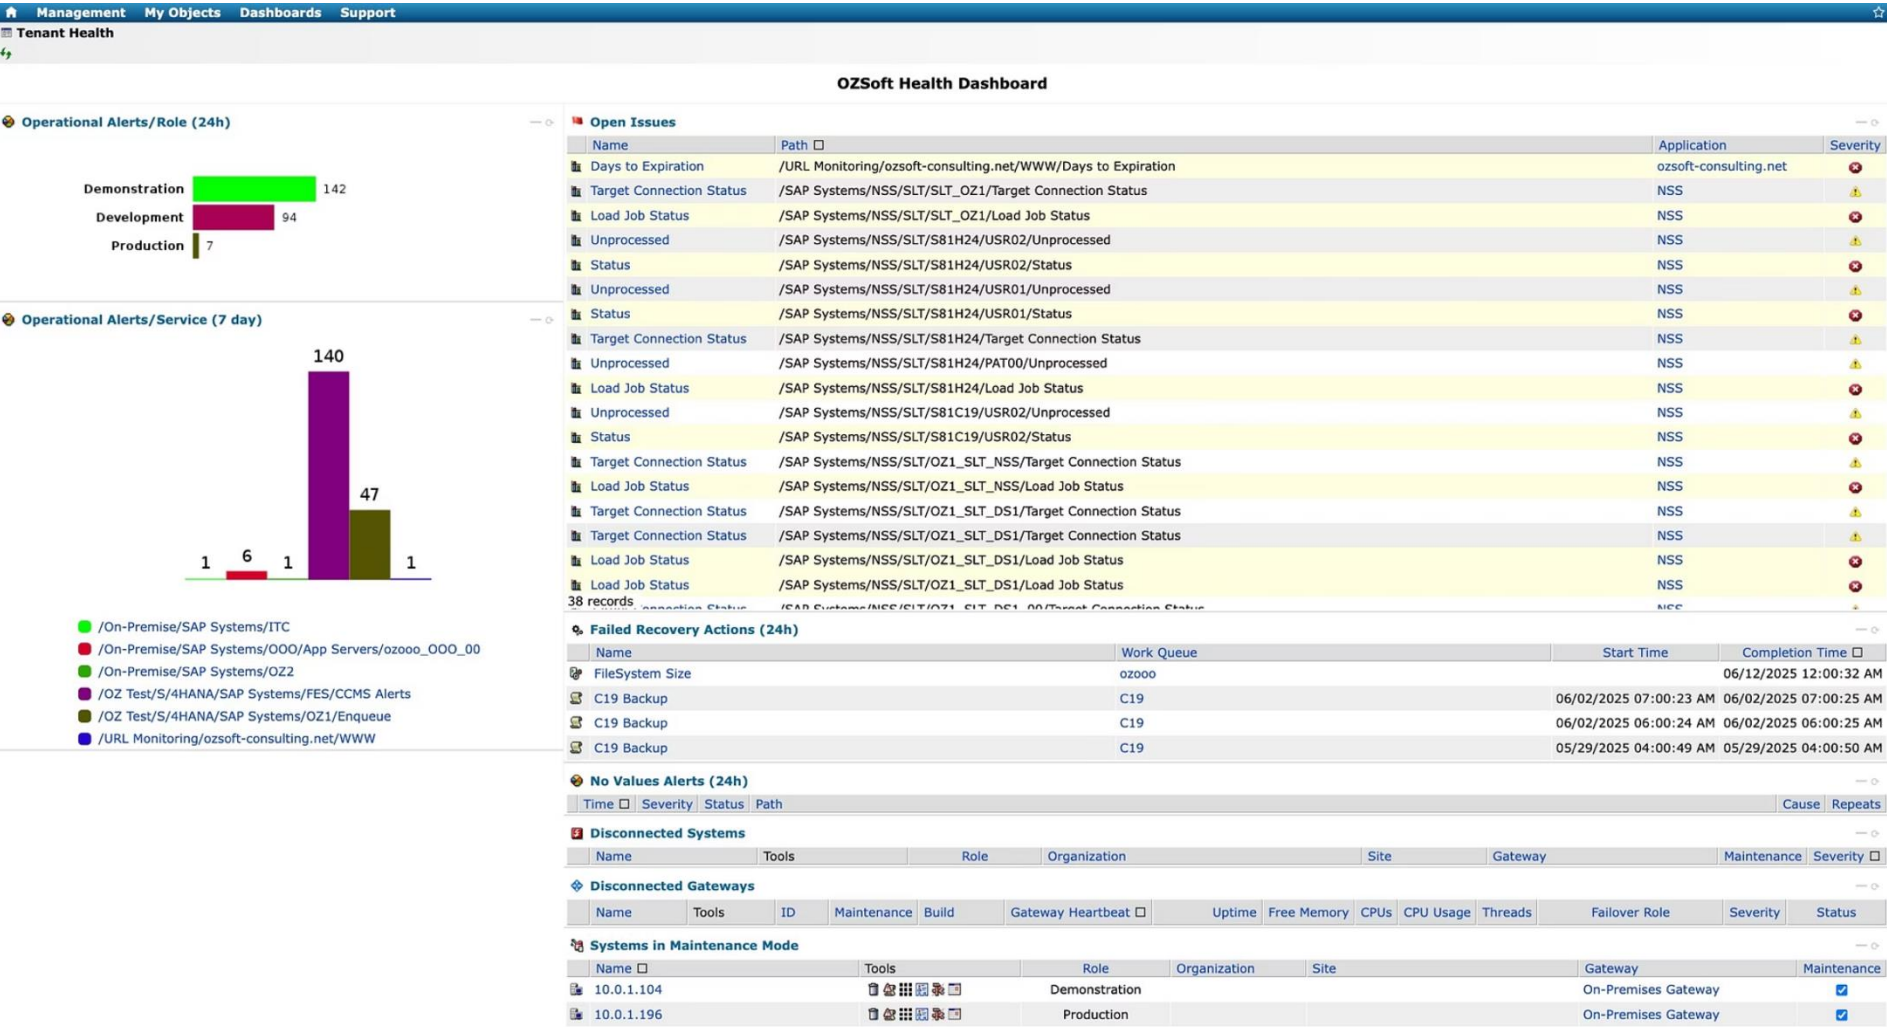 Management My Objects Dashboards Support
Tenant Health
OZSoft Health Dashboard
Operational Alerts/Role (24h)
Demonstration 142
Development 94
Production 7
Operational Alerts/Service (7 day)
140
47
1 6 1 1
/On-Premise/SAP Systems/ITC
/On-Premise/SAP Systems/OOO/App Servers/ozooo_OOO_00
/On-Premise/SAP Systems/OZ2
/OZ Test/S/4HANA/SAP Systems/FES/CCMS Alerts
/OZ Test/S/4HANA/SAP Systems/OZ1/Enqueue
/URL Monitoring/ozsoft-consulting.net/WWW
Open Issues
Name Path Application Severity
Days to Expiration /URL Monitoring/ozsoft-consulting.net/WWW/Days to Expiration ozsoft-consulting.net
Target Connection Status /SAP Systems/NSS/SLT/SLT_OZ1/Target Connection Status NSS
Load Job Status /SAP Systems/NSS/SLT/SLT_OZ1/Load Job Status NSS
Unprocessed /SAP Systems/NSS/SLT/S81H24/USR02/Unprocessed NSS
Status /SAP Systems/NSS/SLT/S81H24/USR02/Status NSS
Unprocessed /SAP Systems/NSS/SLT/S81H24/USR01/Unprocessed NSS
Status /SAP Systems/NSS/SLT/S81H24/USR01/Status NSS
Target Connection Status /SAP Systems/NSS/SLT/S81H24/Target Connection Status NSS
Unprocessed /SAP Systems/NSS/SLT/S81H24/PAT00/Unprocessed NSS
Load Job Status /SAP Systems/NSS/SLT/S81H24/Load Job Status NSS
Unprocessed /SAP Systems/NSS/SLT/S81C19/USR02/Unprocessed NSS
Status /SAP Systems/NSS/SLT/S81C19/USR02/Status NSS
Target Connection Status /SAP Systems/NSS/SLT/OZ1_SLT_NSS/Target Connection Status NSS
Load Job Status /SAP Systems/NSS/SLT/OZ1_SLT_NSS/Load Job Status NSS
Target Connection Status /SAP Systems/NSS/SLT/OZ1_SLT_DS1/Target Connection Status NSS
Target Connection Status /SAP Systems/NSS/SLT/OZ1_SLT_DS1/Target Connection Status NSS
Load Job Status /SAP Systems/NSS/SLT/OZ1_SLT_DS1/Load Job Status NSS
Load Job Status /SAP Systems/NSS/SLT/OZ1_SLT_DS1/Load Job Status NSS
38 records
Failed Recovery Actions (24h)
Name Work Queue Start Time Completion Time
FileSystem Size ozooo 06/12/2025 12:00:32 AM
C19 Backup C19 06/02/2025 07:00:23 AM 06/02/2025 07:00:25 AM
C19 Backup C19 06/02/2025 06:00:24 AM 06/02/2025 06:00:25 AM
C19 Backup C19 05/29/2025 04:00:49 AM 05/29/2025 04:00:50 AM
No Values Alerts (24h)
Time Severity Status Path Cause Repeats
Disconnected Systems
Name Tools Role Organization Site Gateway Maintenance Severity
Disconnected Gateways
Name Tools ID Maintenance Build Gateway Heartbeat Uptime Free Memory CPUs CPU Usage Threads Failover Role Severity Status
Systems in Maintenance Mode
Name Tools Role Organization Site Gateway Maintenance
10.0.1.104 Demonstration On-Premises Gateway
10.0.1.196 Production On-Premises Gateway